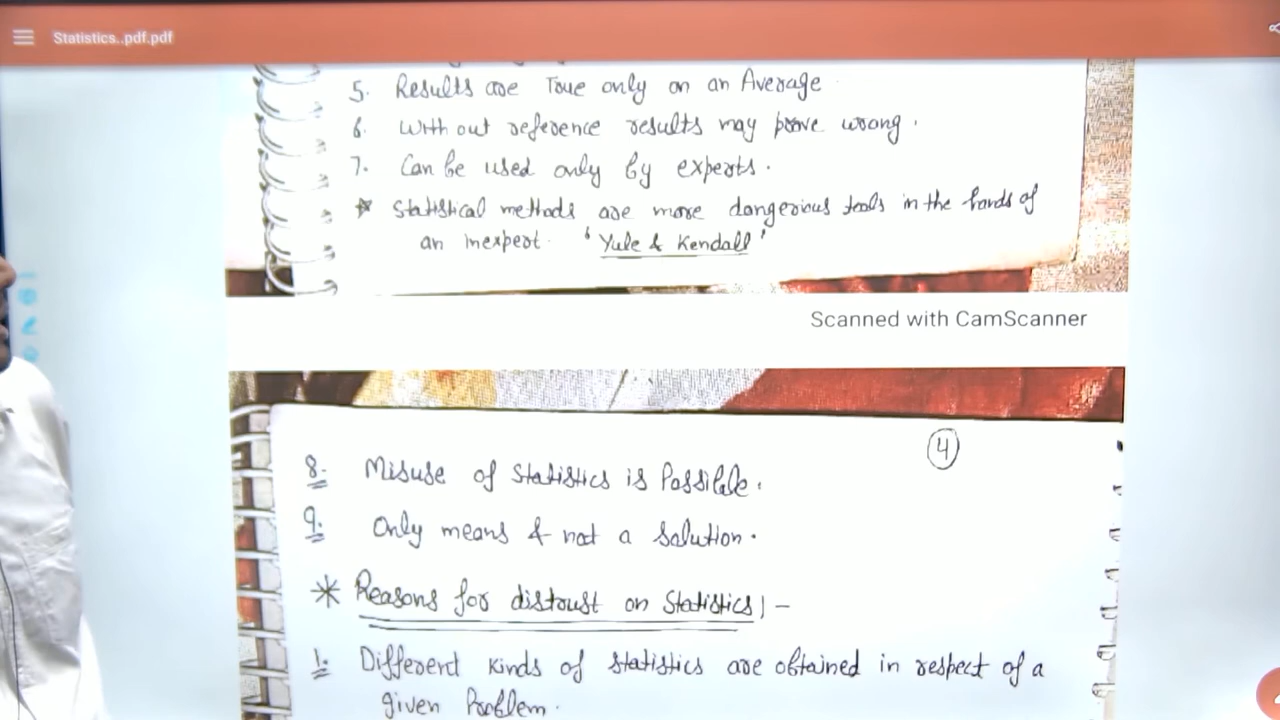 Statistics..pdf.pdf
5. Results are True only on an Average
6. Without reference results may prove wrong.
7. Can be used only by experts.
* Statistical methods are more dangerious tools in the hands of
an inexpert. 'Yule & Kendall'
Scanned with CamScanner
4
8. Misuse of Statistics is Possible.
9. Only means & not a solution.
* Reasons for distrust on Statistics:-
1. Different kinds of statistics are obtained in respect of a
given Problem.